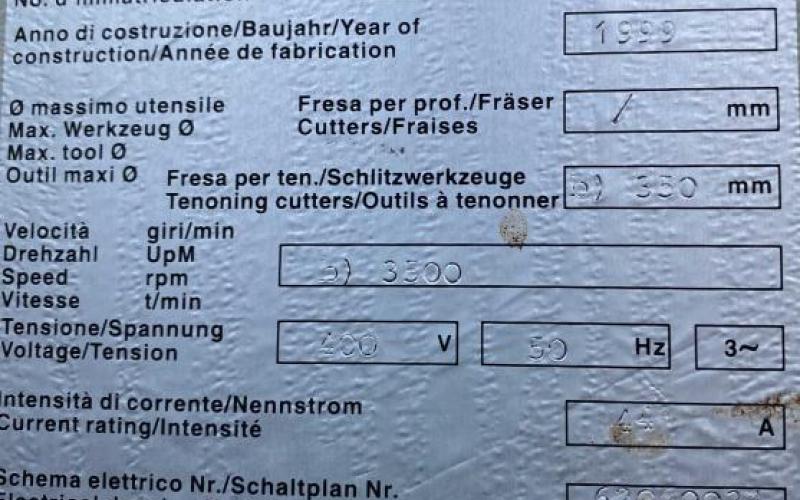 Anno di costruzione/Baujahr/Year of
construction/Année de fabrication
1999
Ø massimo utensile
Max. Werkzeug Ø
Max. tool Ø
Outil maxi Ø
Fresa per prof./Fräser
Cutters/Fraises
/ mm
Fresa per ten./Schlitzwerkzeuge
Tenoning cutters/Outils à tenonner
350 mm
Velocità giri/min
Drehzahl UpM
Speed rpm
Vitesse t/min
3500
Tensione/Spannung
Voltage/Tension
400 V
50 Hz
3~
Intensità di corrente/Nennstrom
Current rating/Intensité
44 A
Schema elettrico Nr./Schaltplan Nr.